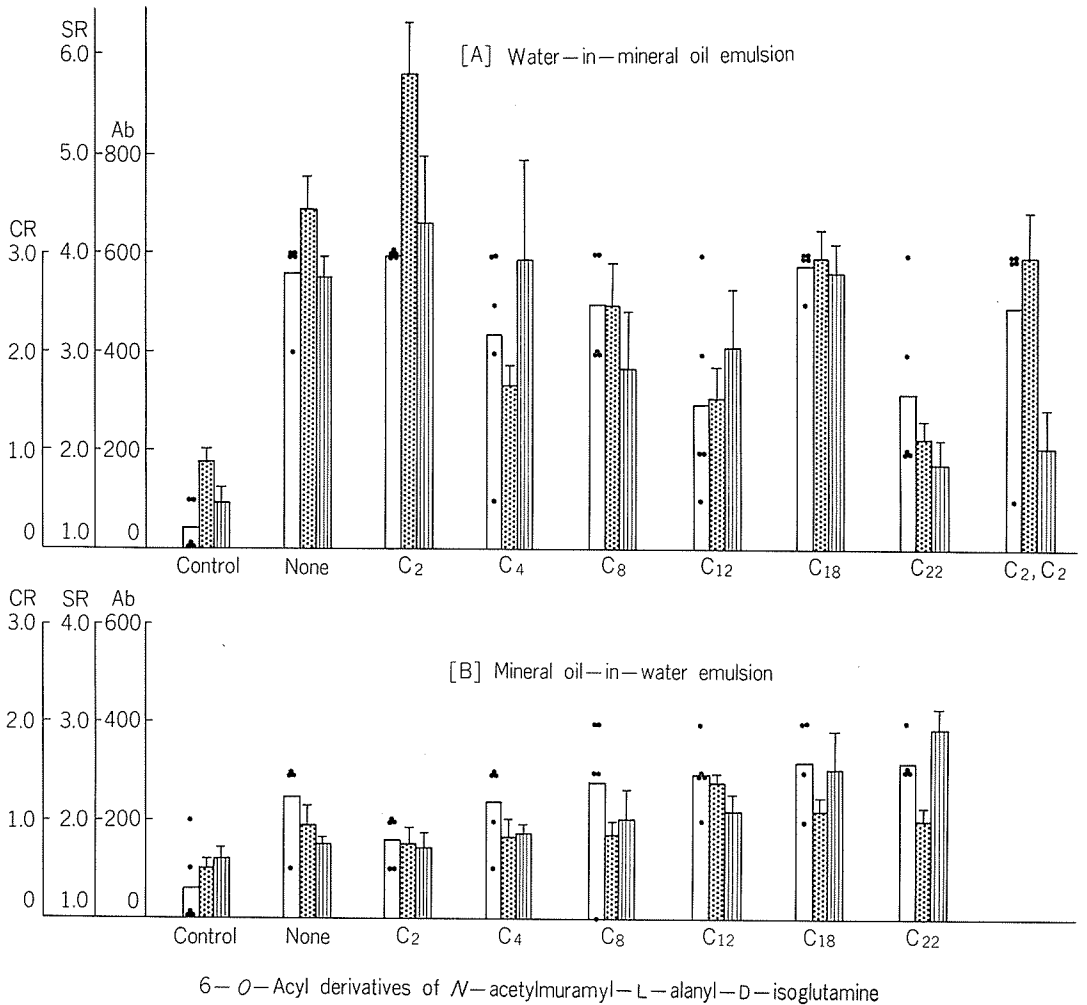 SR
6.0
[A] Water—in—mineral oil emulsion
Ab
5.0 800
CR
3.0 4.0 600
2.0 3.0 400
1.0 2.0 200
0 1.0 0
Control None C2 C4 C8 C12 C18 C22 C2, C2
CR SR Ab
3.0 4.0 600
[B] Mineral oil—in—water emulsion
2.0 3.0 400
1.0 2.0 200
0 1.0 0
Control None C2 C4 C8 C12 C18 C22
6—O—Acyl derivatives of N—acetylmuramyl—L—alanyl—D—isoglutamine